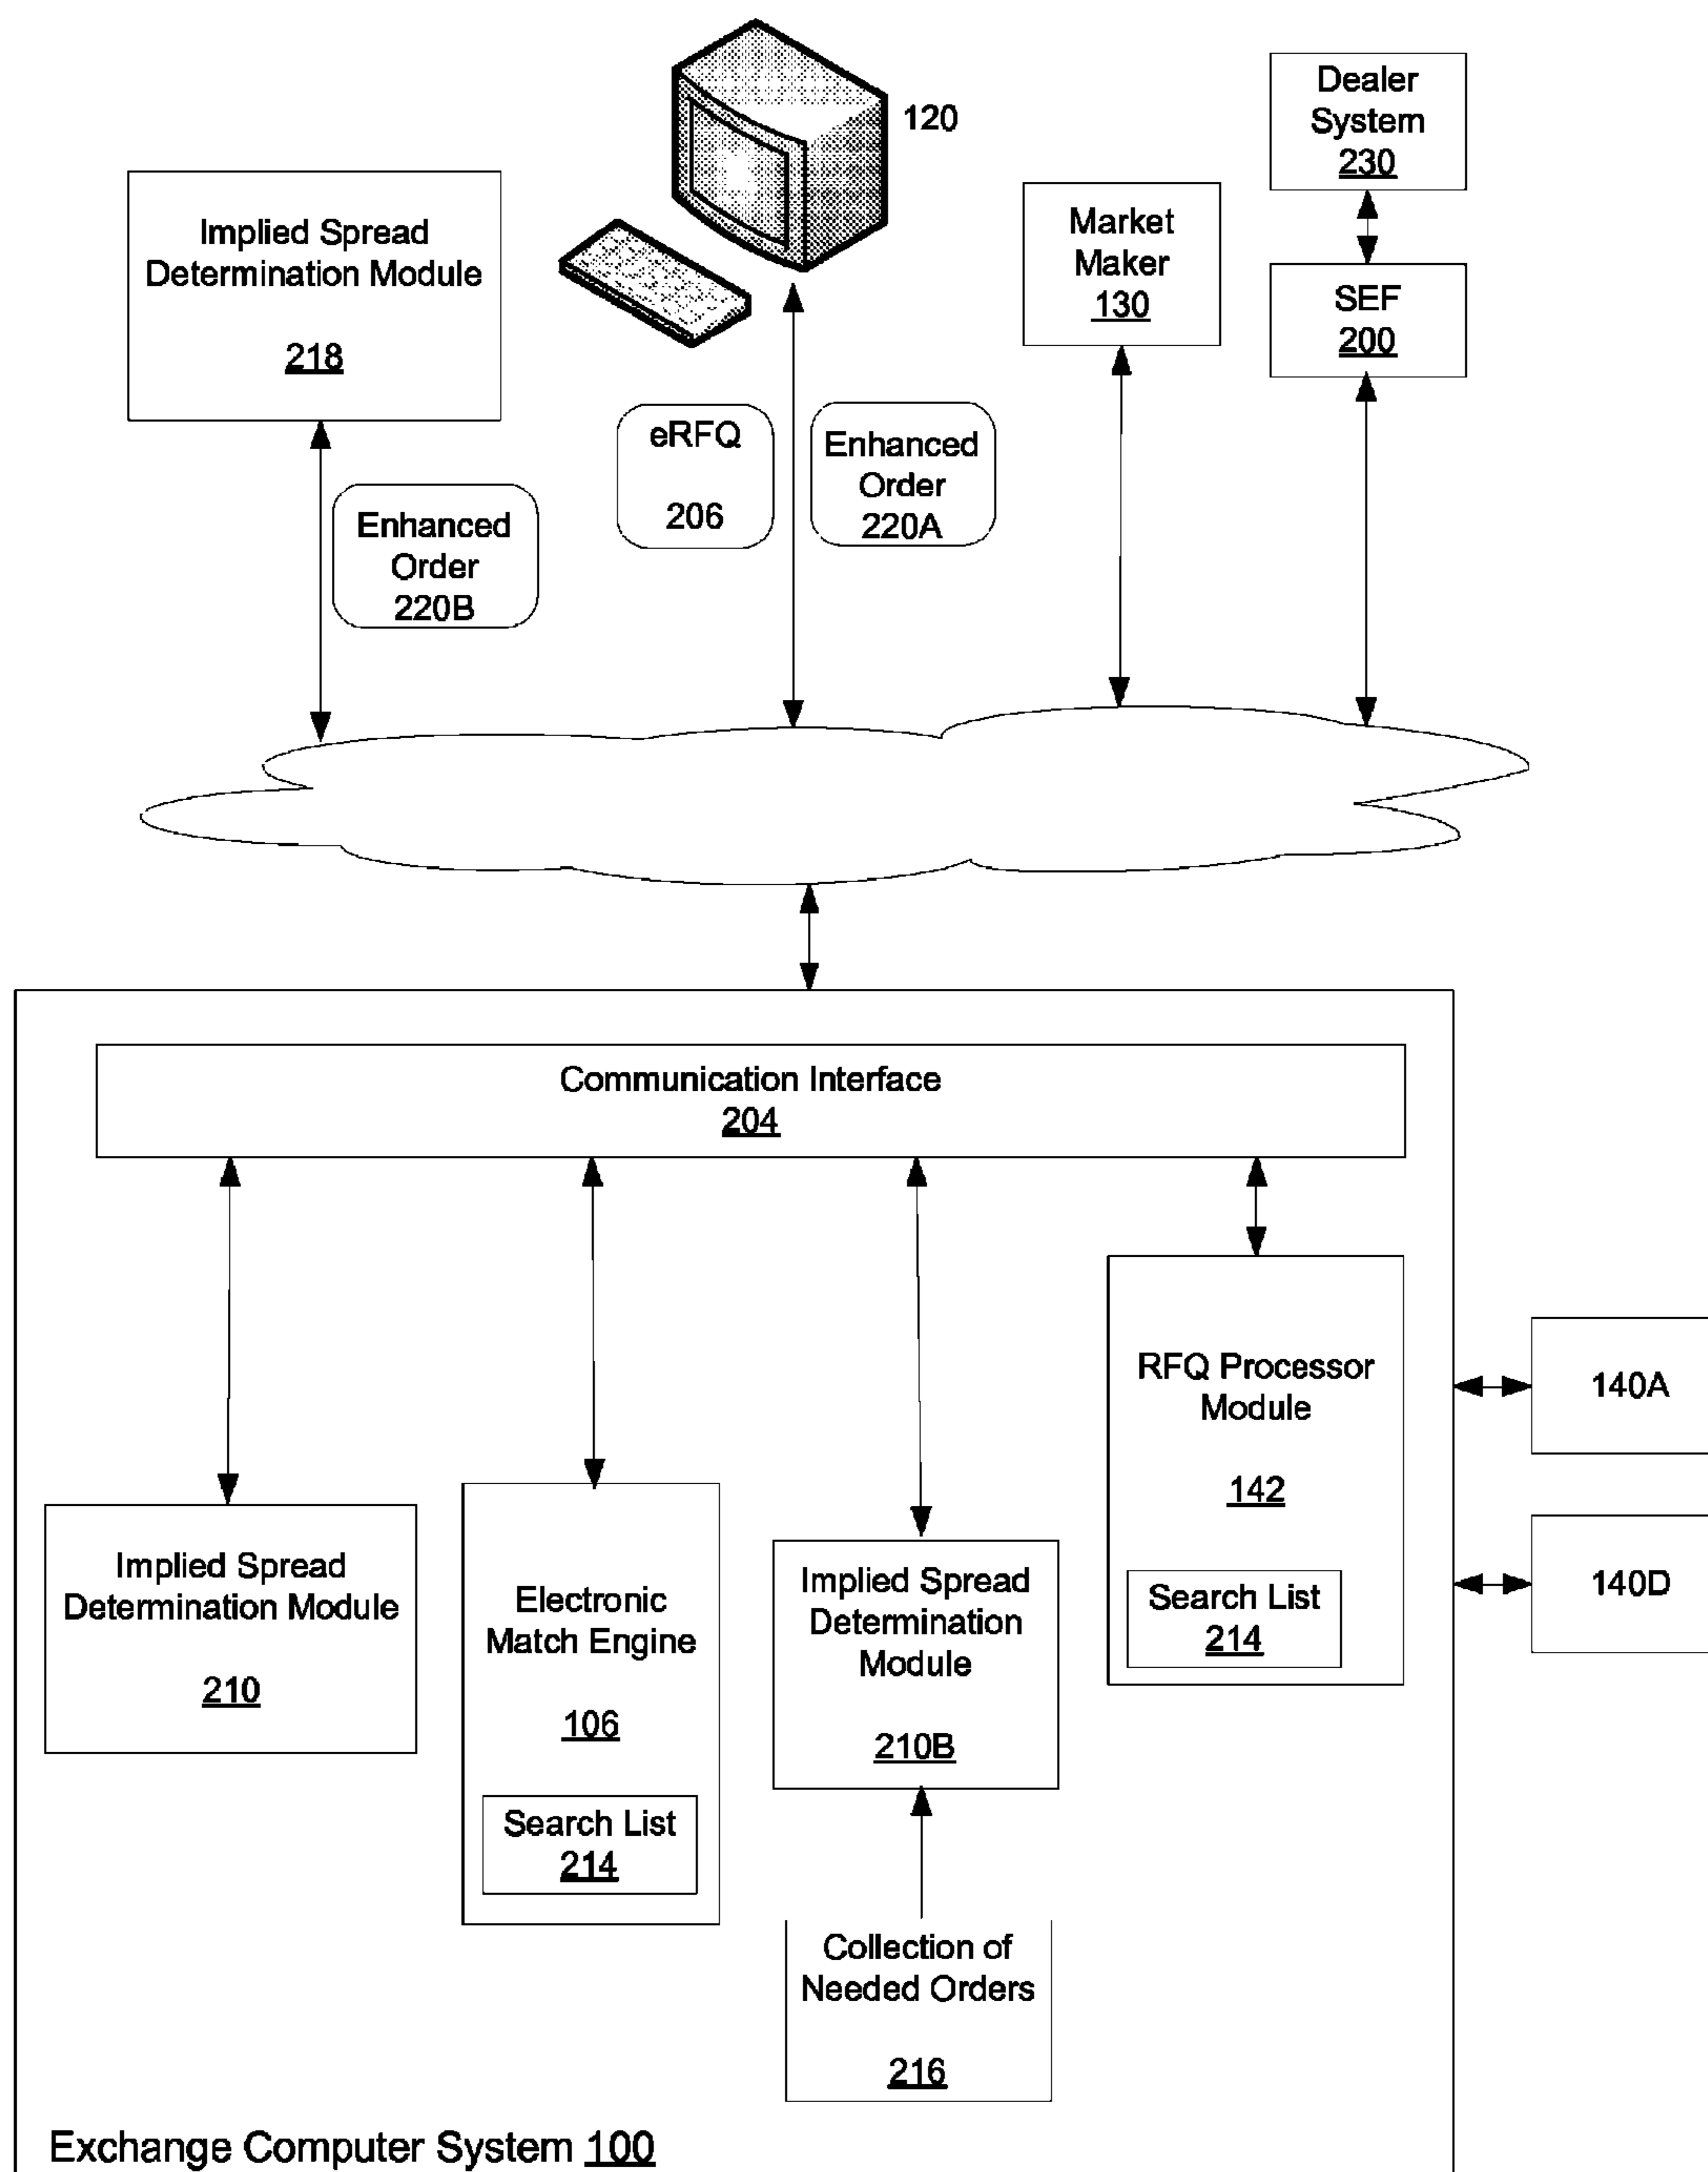 120
Dealer
System
230
Implied Spread
Determination Module
218
Market
Maker
130
SEF
200
eRFQ
206
Enhanced
Order
220A
Enhanced
Order
220B
Communication Interface
204
RFQ Processor
Module
142
Search List
214
140A
140D
Implied Spread
Determination Module
210
Electronic
Match Engine
106
Search List
214
Implied Spread
Determination
Module
210B
Collection of
Needed Orders
216
Exchange Computer System 100